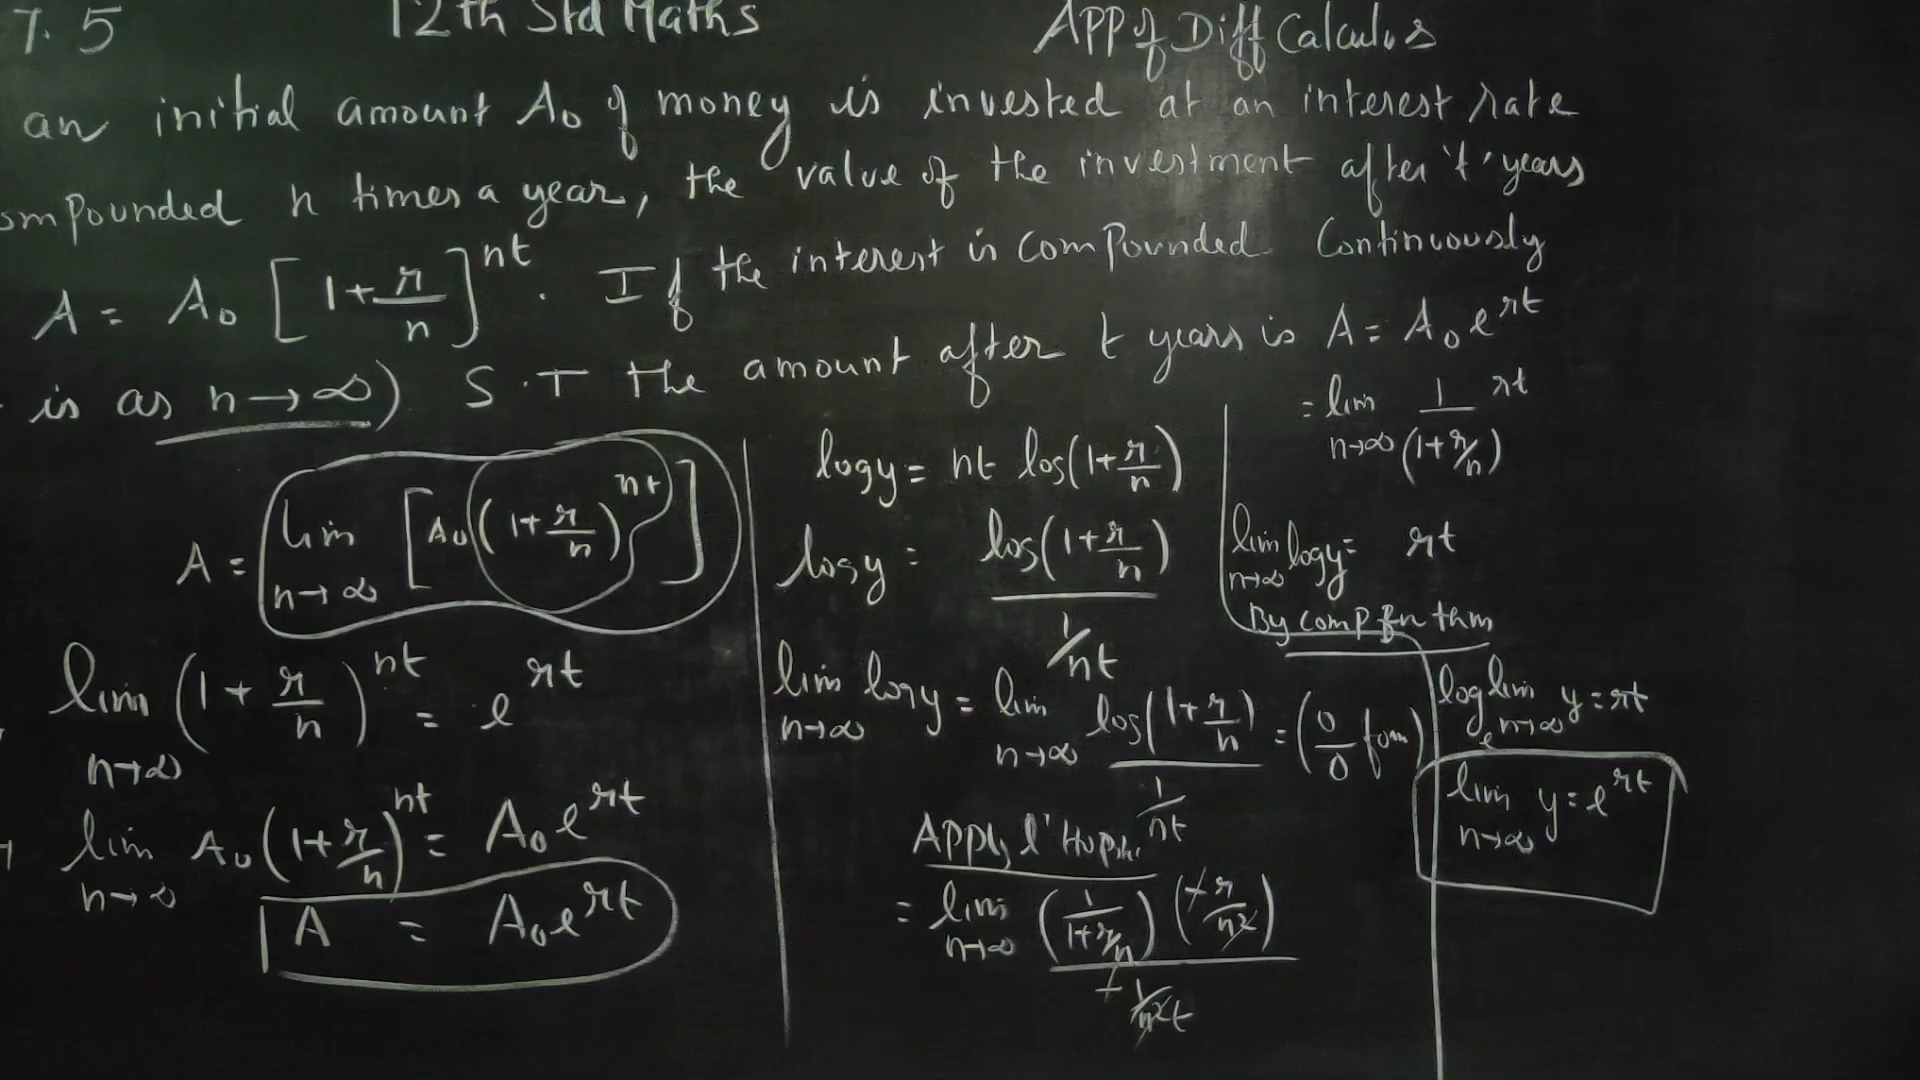 7.5 12th Std Maths App of Diff Calculus
an initial amount A₀ of money is invested at an interest rate
ompounded n times a year, the value of the investment after 't' years
A = A₀ [1 + r/n]^nt . If the interest is compounded Continuously
is as n→∞) S.T the amount after t years is A = A₀e^rt
A = lim n→∞ [A₀(1 + r/n)^nt]
lim n→∞ (1 + r/n)^nt = e^rt
lim n→∞ A₀(1 + r/n)^nt = A₀e^rt
A = A₀e^rt
log y = nt log(1 + r/n)
log y = log(1 + r/n) / (1/nt)
lim n→∞ log y = lim n→∞ log(1 + r/n) / (1/nt) = (0/0 form)
Apply l'Hopi
= lim n→∞ (1/(1 + r/n)) (-r/n²) / (-1/n²t)
= lim n→∞ 1/(1 + r/n) rt
lim n→∞ log y = rt
By comp fn thm
log_e lim n→∞ y = rt
lim n→∞ y = e^rt